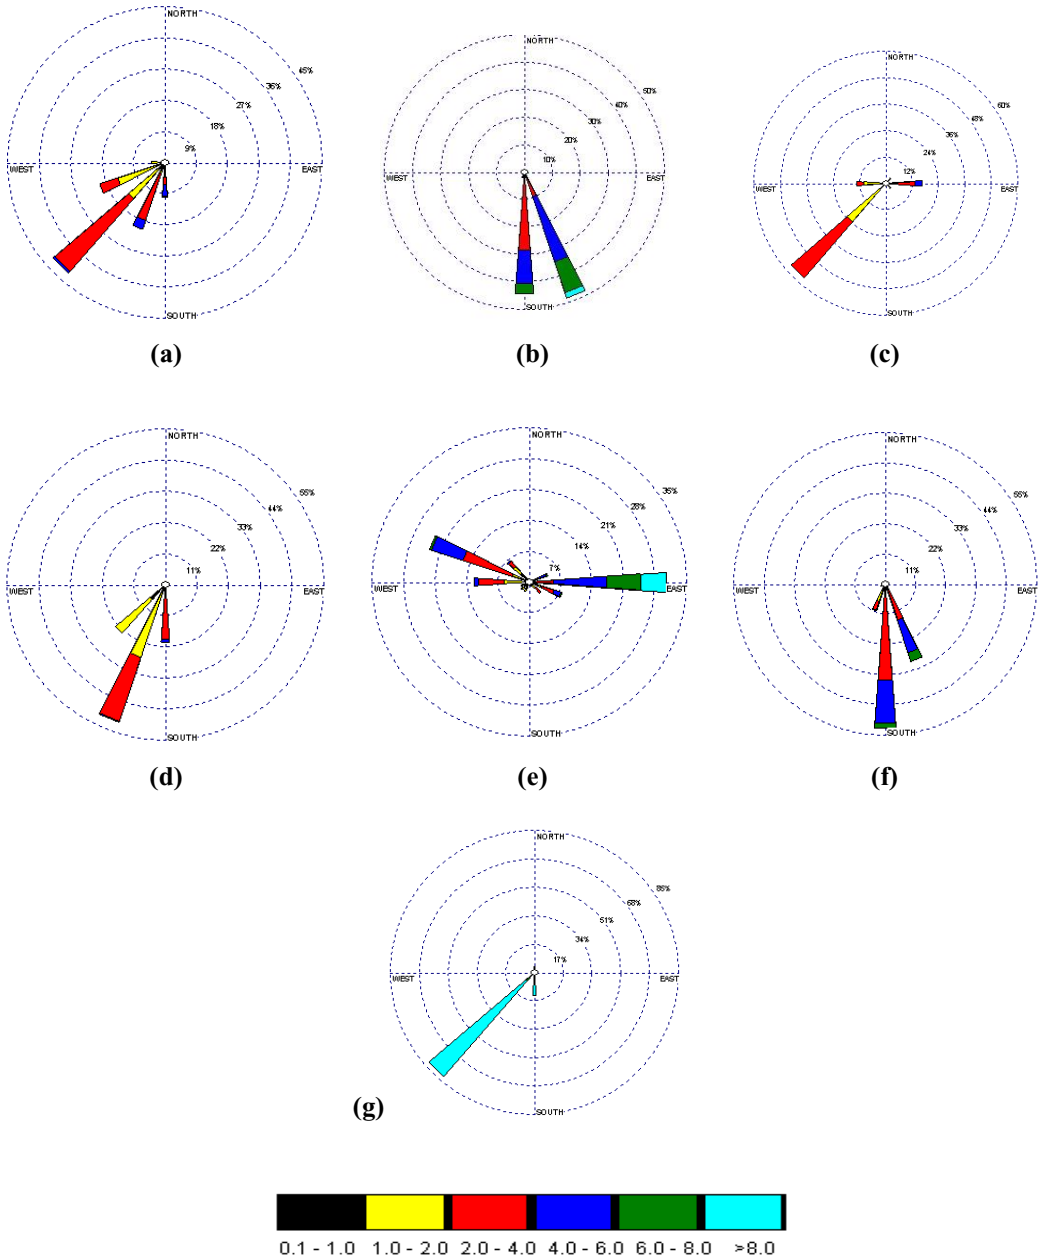 NORTH
45%
36%
27%
18%
9%
WEST
EAST
SOUTH
(a)
NORTH
50%
40%
30%
20%
10%
WEST
EAST
SOUTH
(b)
NORTH
60%
48%
36%
24%
12%
WEST
EAST
SOUTH
(c)
NORTH
55%
44%
33%
22%
11%
WEST
EAST
SOUTH
(d)
NORTH
35%
28%
21%
14%
7%
WEST
EAST
SOUTH
(e)
NORTH
55%
44%
33%
22%
11%
WEST
EAST
SOUTH
(f)
NORTH
85%
68%
51%
34%
17%
WEST
EAST
SOUTH
(g)
0.1 - 1.0 1.0 - 2.0 2.0 - 4.0 4.0 - 6.0 6.0 - 8.0 >8.0